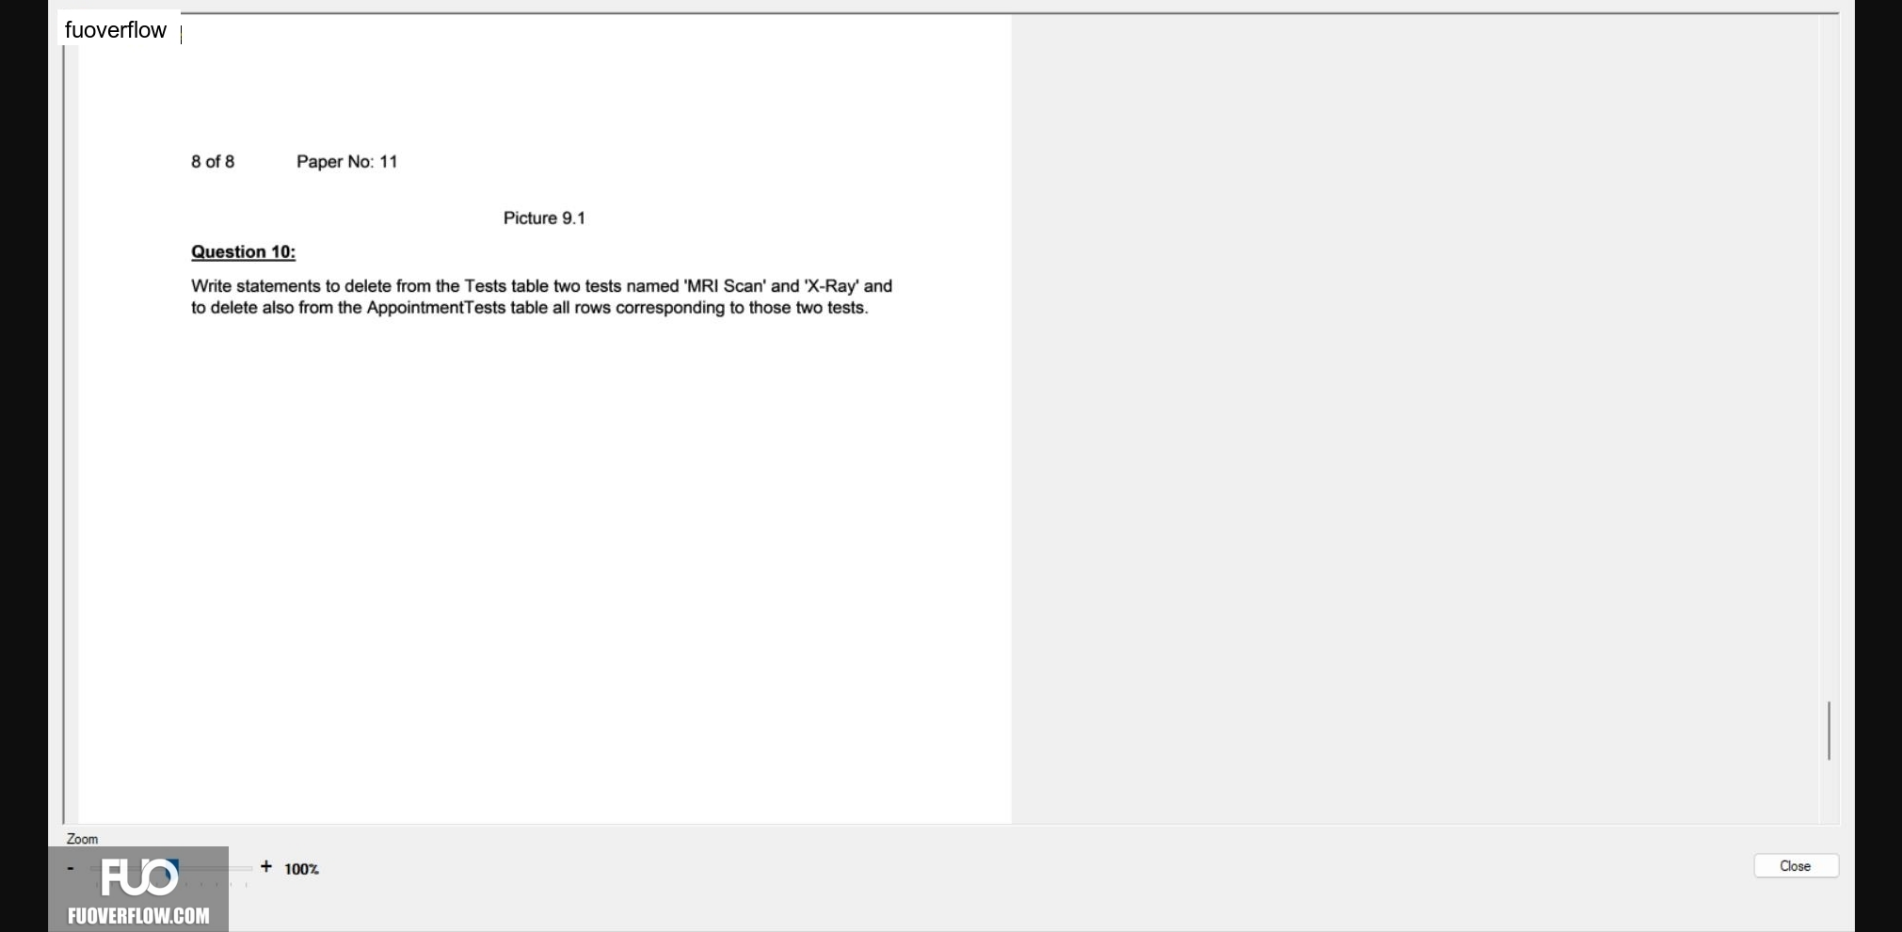 fuoverflow
8 of 8 Paper No: 11
Picture 9.1
Question 10:
Write statements to delete from the Tests table two tests named 'MRI Scan' and 'X-Ray' and
to delete also from the AppointmentTests table all rows corresponding to those two tests.
Zoom
- + 100%
Close
FUO
FUOVERFLOW.COM